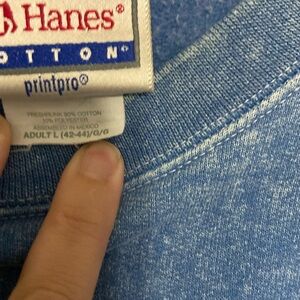 Hanes®
OTTON®
printpro®
PRESHRUNK 90% COTTON
10% POLYESTER
ASSEMBLED IN MEXICO
ADULT L (42-44)/G/G